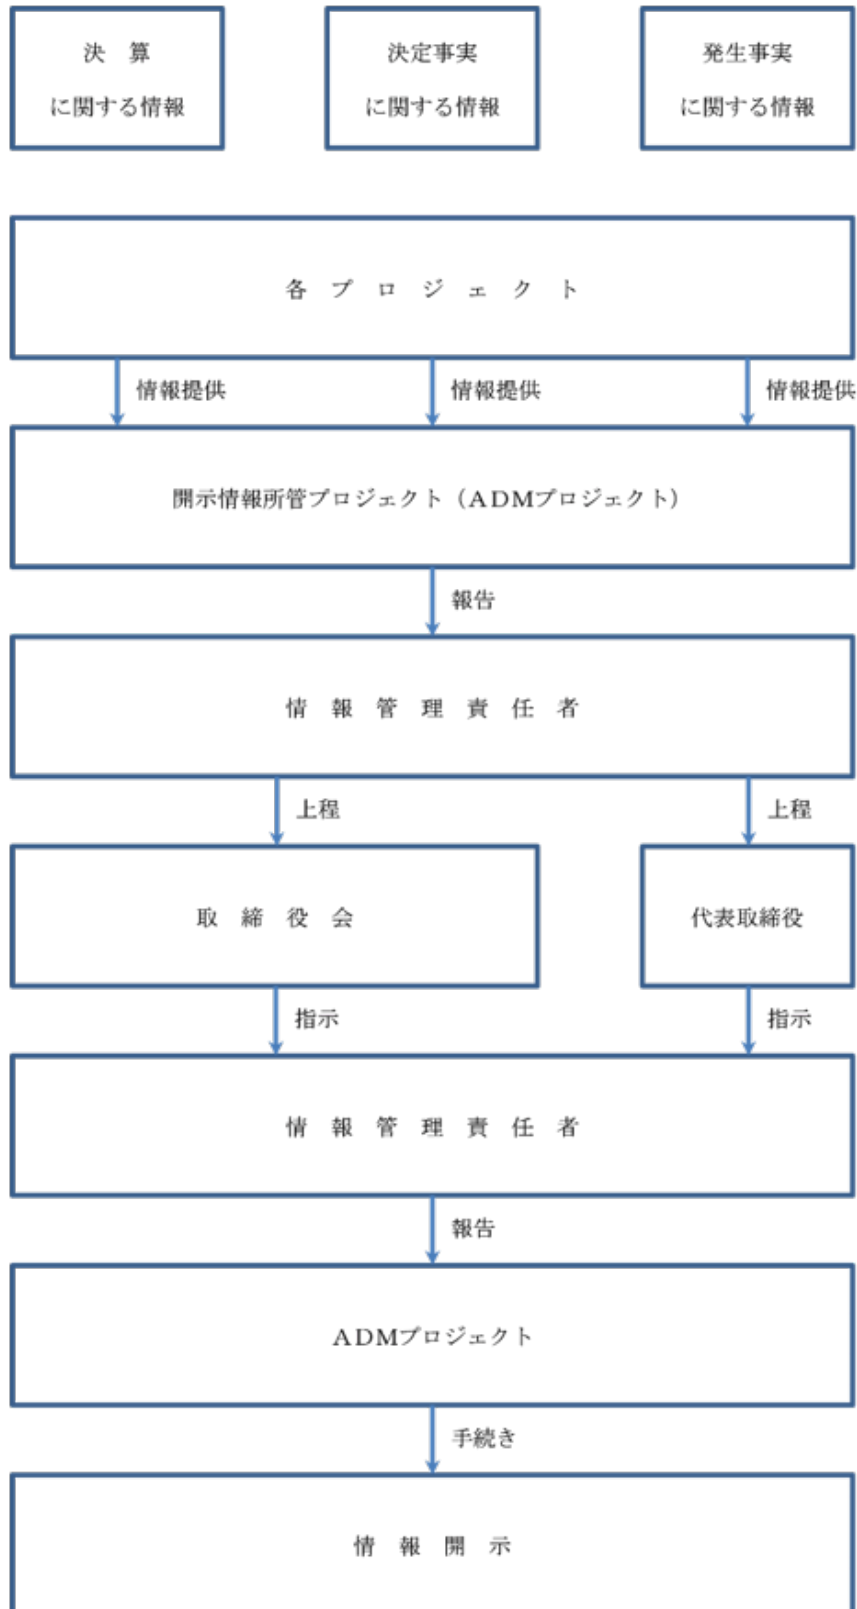 決　算
に関する情報
決定事実
に関する情報
発生事実
に関する情報
各　プ　ロ　ジ　ェ　ク　ト
情報提供
情報提供
情報提供
開示情報所管プロジェクト（ＡＤＭプロジェクト）
報告
情　報　管　理　責　任　者
上程
上程
取　締　役　会
代表取締役
指示
指示
情　報　管　理　責　任　者
報告
ＡＤＭプロジェクト
手続き
情　報　開　示